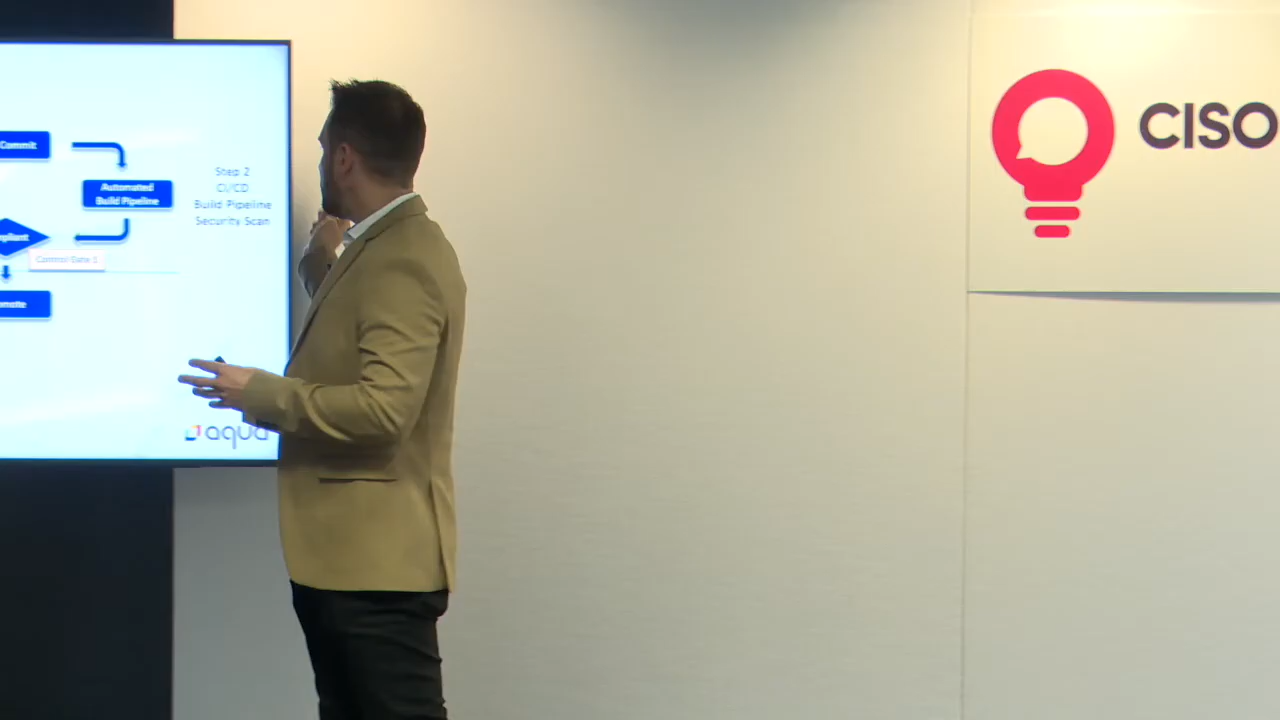 Commit
Automated
Build Pipeline
Step 2
CI/CD
Build Pipeline
Security Scan
Control Gate 1
aqua
CISO